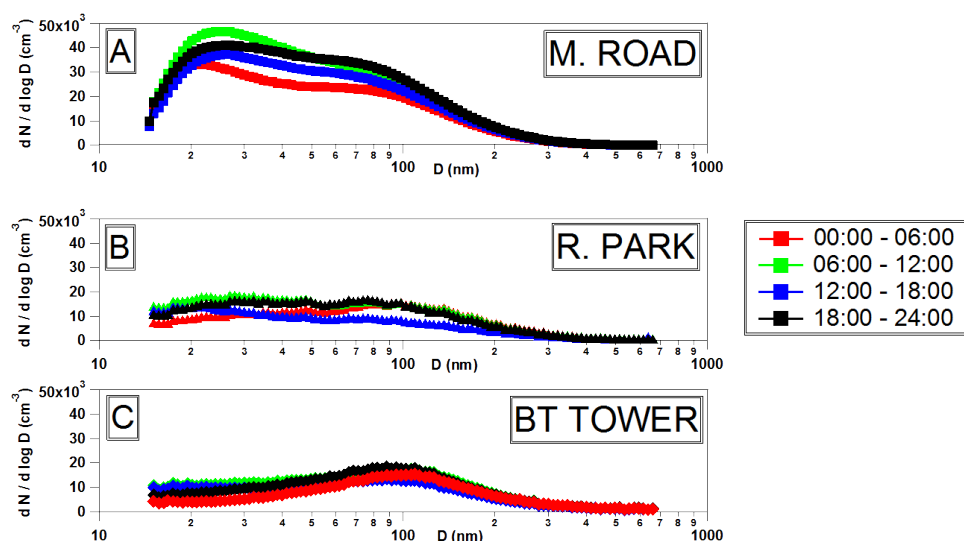 50x10³
40
30
20
10
0
d N / d log D (cm⁻³)
A
M. ROAD
10 2 3 4 5 6 7 8 9 100 2 3 4 5 6 7 8 9 1000
D (nm)
50x10³
40
30
20
10
0
d N / d log D (cm⁻³)
B
R. PARK
10 2 3 4 5 6 7 8 9 100 2 3 4 5 6 7 8 9 1000
D (nm)
00:00 - 06:00
06:00 - 12:00
12:00 - 18:00
18:00 - 24:00
50x10³
40
30
20
10
0
d N / d log D (cm⁻³)
C
BT TOWER
10 2 3 4 5 6 7 8 9 100 2 3 4 5 6 7 8 9 1000
D (nm)